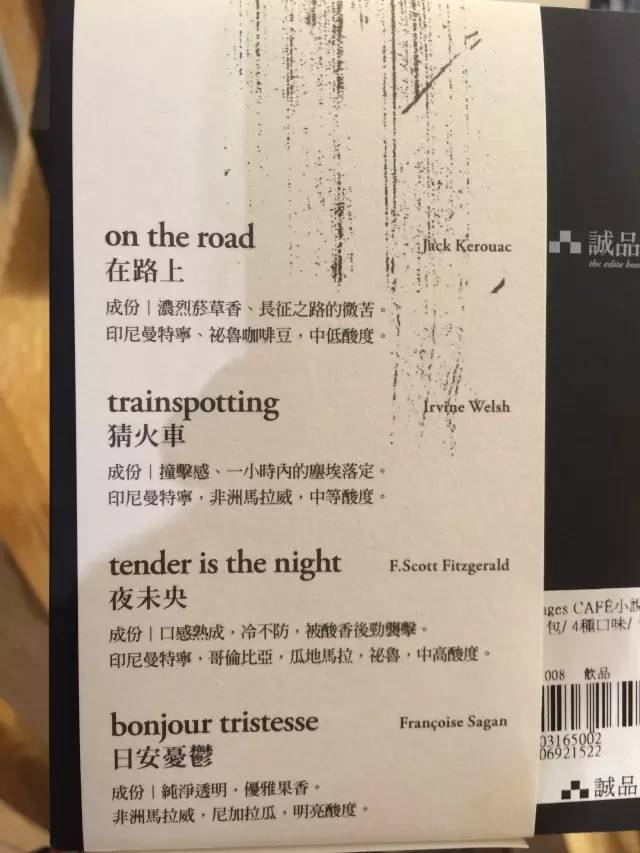 on the road
Jack Kerouac
在路上
成份 | 濃烈菸草香、長征之路的微苦。
印尼曼特寧、祕魯咖啡豆，中低酸度。
trainspotting
Irvine Welsh
猜火車
成份 | 撞擊感、一小時內的塵埃落定。
印尼曼特寧，非洲馬拉威，中等酸度。
tender is the night
F.Scott Fitzgerald
夜未央
成份 | 口感熟成，冷不防，被酸香後勁襲擊。
印尼曼特寧，哥倫比亞，瓜地馬拉，祕魯，中高酸度。
bonjour tristesse
Françoise Sagan
日安憂鬱
成份 | 純淨透明，優雅果香。
非洲馬拉威，尼加拉瓜，明亮酸度。
誠品
the eslite
ages CAFÉ小說
包/ 4種口味/
008 飲品
03165002
06921522
誠品